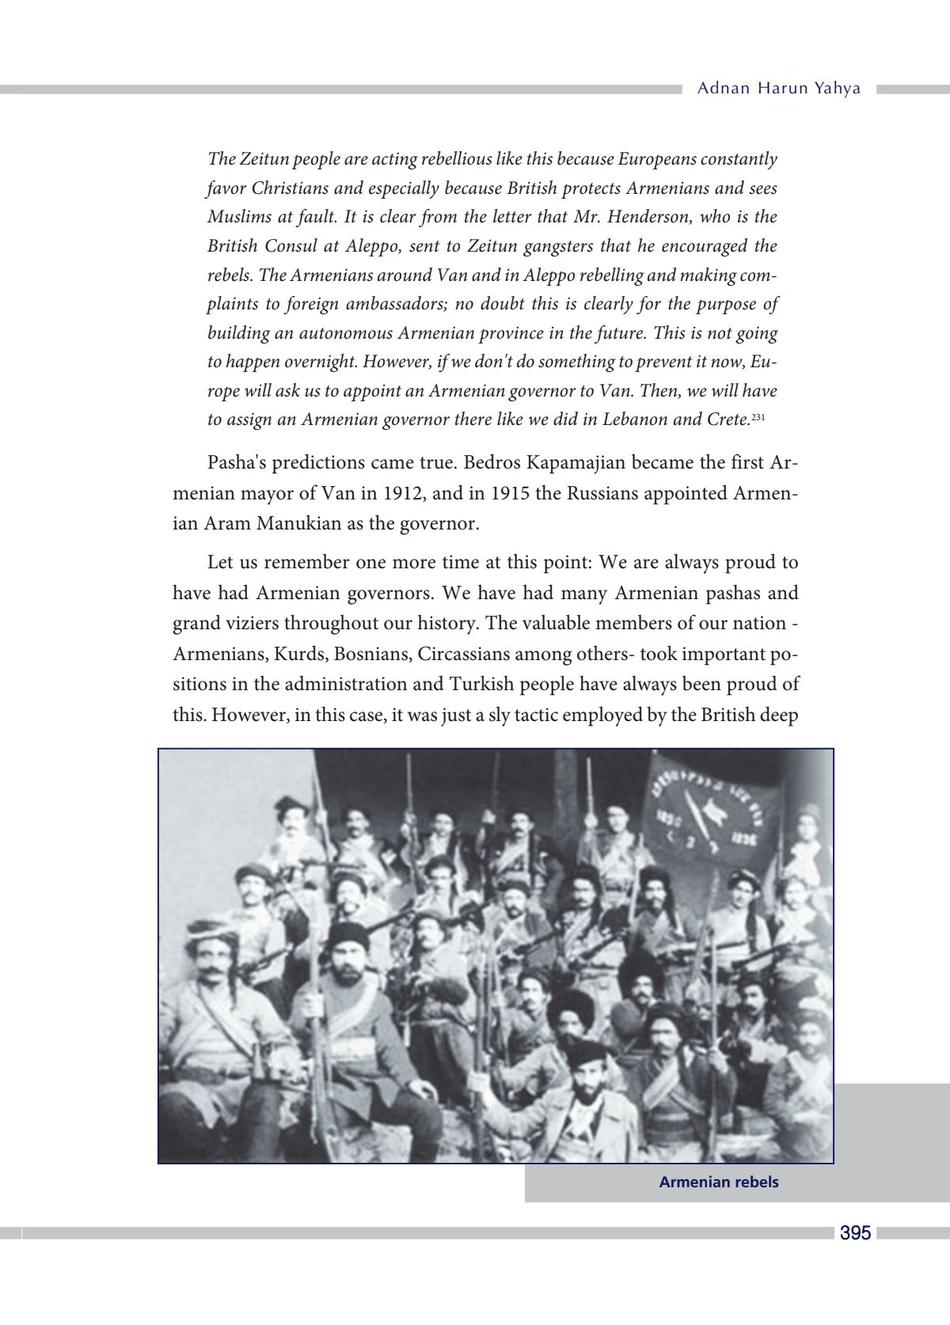 Adnan Harun Yahya
The Zeitun people are acting rebellious like this because Europeans constantly
favor Christians and especially because British protects Armenians and sees
Muslims at fault. It is clear from the letter that Mr. Henderson, who is the
British Consul at Aleppo, sent to Zeitun gangsters that he encouraged the
rebels. The Armenians around Van and in Aleppo rebelling and making com-
plaints to foreign ambassadors; no doubt this is clearly for the purpose of
building an autonomous Armenian province in the future. This is not going
to happen overnight. However, if we don't do something to prevent it now, Eu-
rope will ask us to appoint an Armenian governor to Van. Then, we will have
to assign an Armenian governor there like we did in Lebanon and Crete.231
Pasha's predictions came true. Bedros Kapamajian became the first Ar-
menian mayor of Van in 1912, and in 1915 the Russians appointed Armen-
ian Aram Manukian as the governor.
Let us remember one more time at this point: We are always proud to
have had Armenian governors. We have had many Armenian pashas and
grand viziers throughout our history. The valuable members of our nation -
Armenians, Kurds, Bosnians, Circassians among others- took important po-
sitions in the administration and Turkish people have always been proud of
this. However, in this case, it was just a sly tactic employed by the British deep
Armenian rebels
395